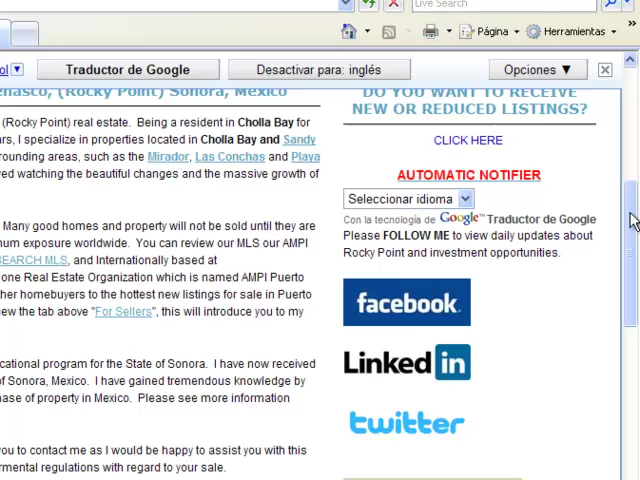 Live Search
Página
Herramientas
ol
Traductor de Google
Desactivar para: inglés
Opciones ▼
(Rocky Point) Sonora, Mexico
DO YOU WANT TO RECEIVE
NEW OR REDUCED LISTINGS?
(Rocky Point) real estate. Being a resident in Cholla Bay for
I specialize in properties located in Cholla Bay and Sandy
areas, such as the Mirador, Las Conchas and Playa
watching the beautiful changes and the massive growth of
CLICK HERE
AUTOMATIC NOTIFIER
Seleccionar idioma
Con la tecnología de Google™ Traductor de Google
Please FOLLOW ME to view daily updates about
Rocky Point and investment opportunities.
Many good homes and property will not be sold until they are
exposure worldwide. You can review our MLS our AMPI
SEARCH MLS, and Internationally based at
one Real Estate Organization which is named AMPI Puerto
her homebuyers to the hottest new listings for sale in Puerto
ew the tab above "For Sellers", this will introduce you to my
facebook.
Linked in
twitter
cational program for the State of Sonora. I have now received
of Sonora, Mexico. I have gained tremendous knowledge by
hase of property in Mexico. Please see more information
you to contact me as I would be happy to assist you with this
rmental regulations with regard to your sale.